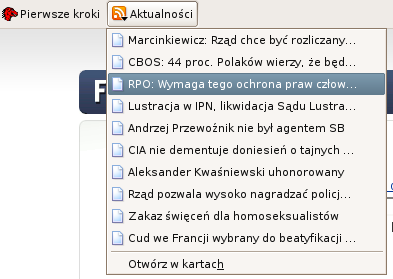 Pierwsze kroki
Aktualności
Marcinkiewicz: Rząd chce być rozliczany...
CBOS: 44 proc. Polaków wierzy, że będ...
RPO: Wymaga tego ochrona praw człow...
Lustracja w IPN, likwidacja Sądu Lustra...
Andrzej Przewoźnik nie był agentem SB
CIA nie dementuje doniesień o tajnych ...
Aleksander Kwaśniewski uhonorowany
Rząd pozwala wysoko nagradzać policj...
Zakaz święceń dla homoseksualistów
Cud we Francji wybrany do beatyfikacji ...
Otwórz w kartach